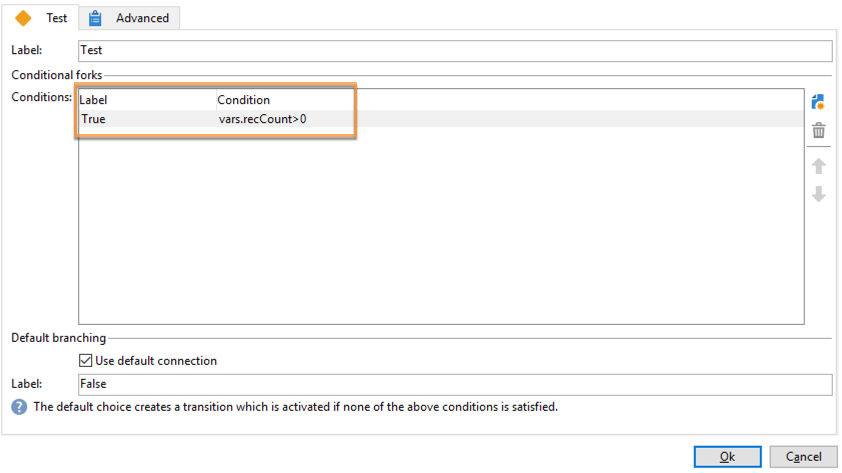 Test Advanced
Label: Test
Conditional forks
Conditions: Label Condition
True vars.recCount>0
Default branching
Use default connection
Label: False
? The default choice creates a transition which is activated if none of the above conditions is satisfied.
Ok Cancel